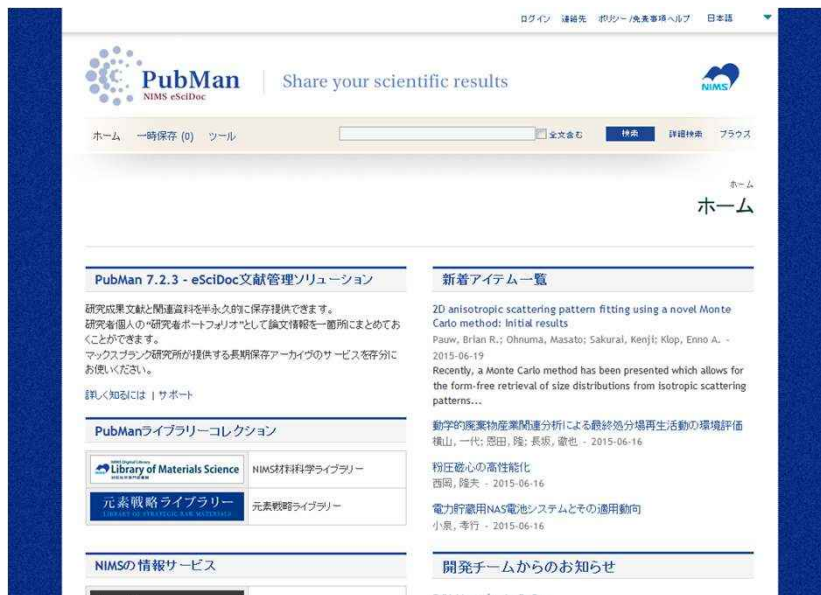 ログイン 連絡先 ポリシー/免責事項ヘルプ 日本語
PubMan
NIMS eSciDoc
Share your scientific results
NIMS
ホーム 一時保存 (0) ツール 全文含む 検索 詳細検索 ブラウズ
ホーム
ホーム
PubMan 7.2.3 - eSciDoc文献管理ソリューション
研究成果文献と関連資料を半永久的に保存提供できます。
研究者個人の“研究者ポートフォリオ”として論文情報を一箇所にまとめてお
くことができます。
マックスプランク研究所が提供する長期保存アーカイヴのサービスを存分に
お使いください。
詳しく知るには | サポート
PubManライブラリーコレクション
Library of Materials Science NIMS材料科学ライブラリー
元素戦略ライブラリー 元素戦略ライブラリー
LIBRARY OF STRATEGIC RAW MATERIALS
NIMSの情報サービス
新着アイテム一覧
2D anisotropic scattering pattern fitting using a novel Monte
Carlo method: Initial results
Pauw, Brian R.; Ohnuma, Masato; Sakurai, Kenji; Klop, Enno A. -
2015-06-19
Recently, a Monte Carlo method has been presented which allows for
the form-free retrieval of size distributions from isotropic scattering
patterns...
動学的廃棄物産業関連分析による最終処分場再生活動の環境評価
横山, 一代; 恩田, 隆; 長坂, 徹也 - 2015-06-16
粉圧磁心の高性能化
西岡, 隆夫 - 2015-06-16
電力貯蔵用NAS電池システムとその適用動向
小泉, 孝行 - 2015-06-16
開発チームからのお知らせ